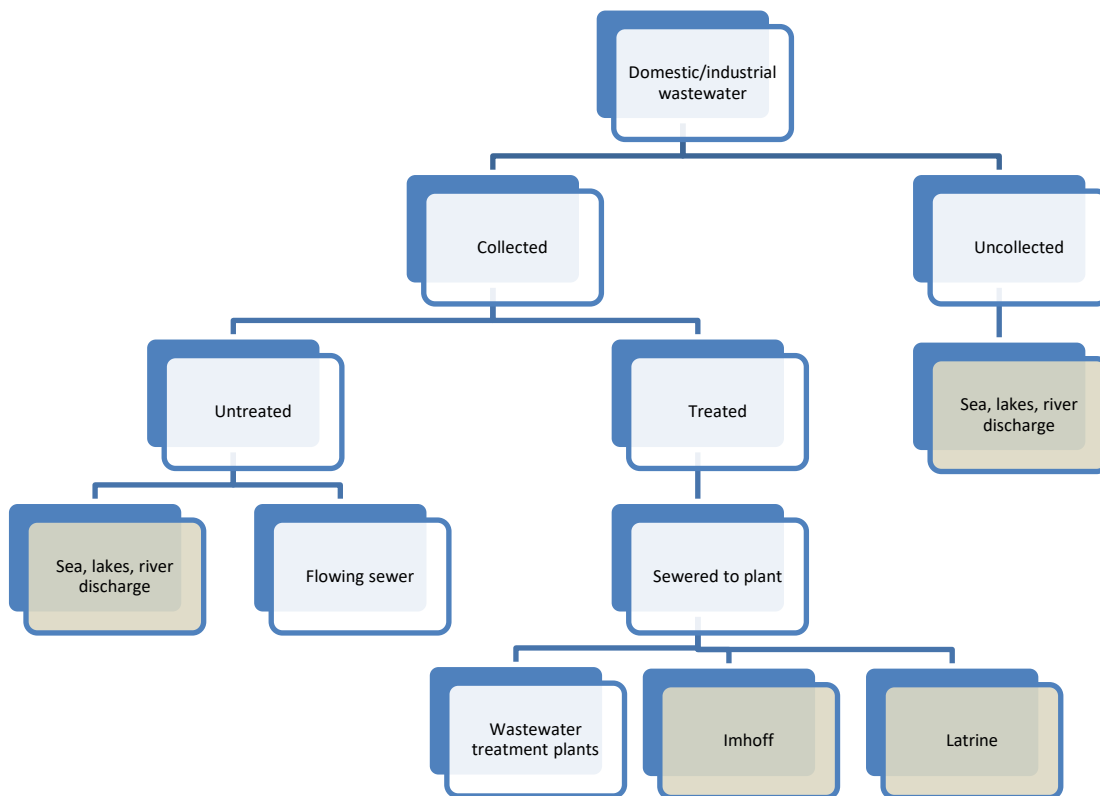 Domestic/industrial
wastewater
Collected
Uncollected
Untreated
Treated
Sea, lakes, river
discharge
Sea, lakes, river
discharge
Flowing sewer
Sewered to plant
Wastewater
treatment plants
Imhoff
Latrine